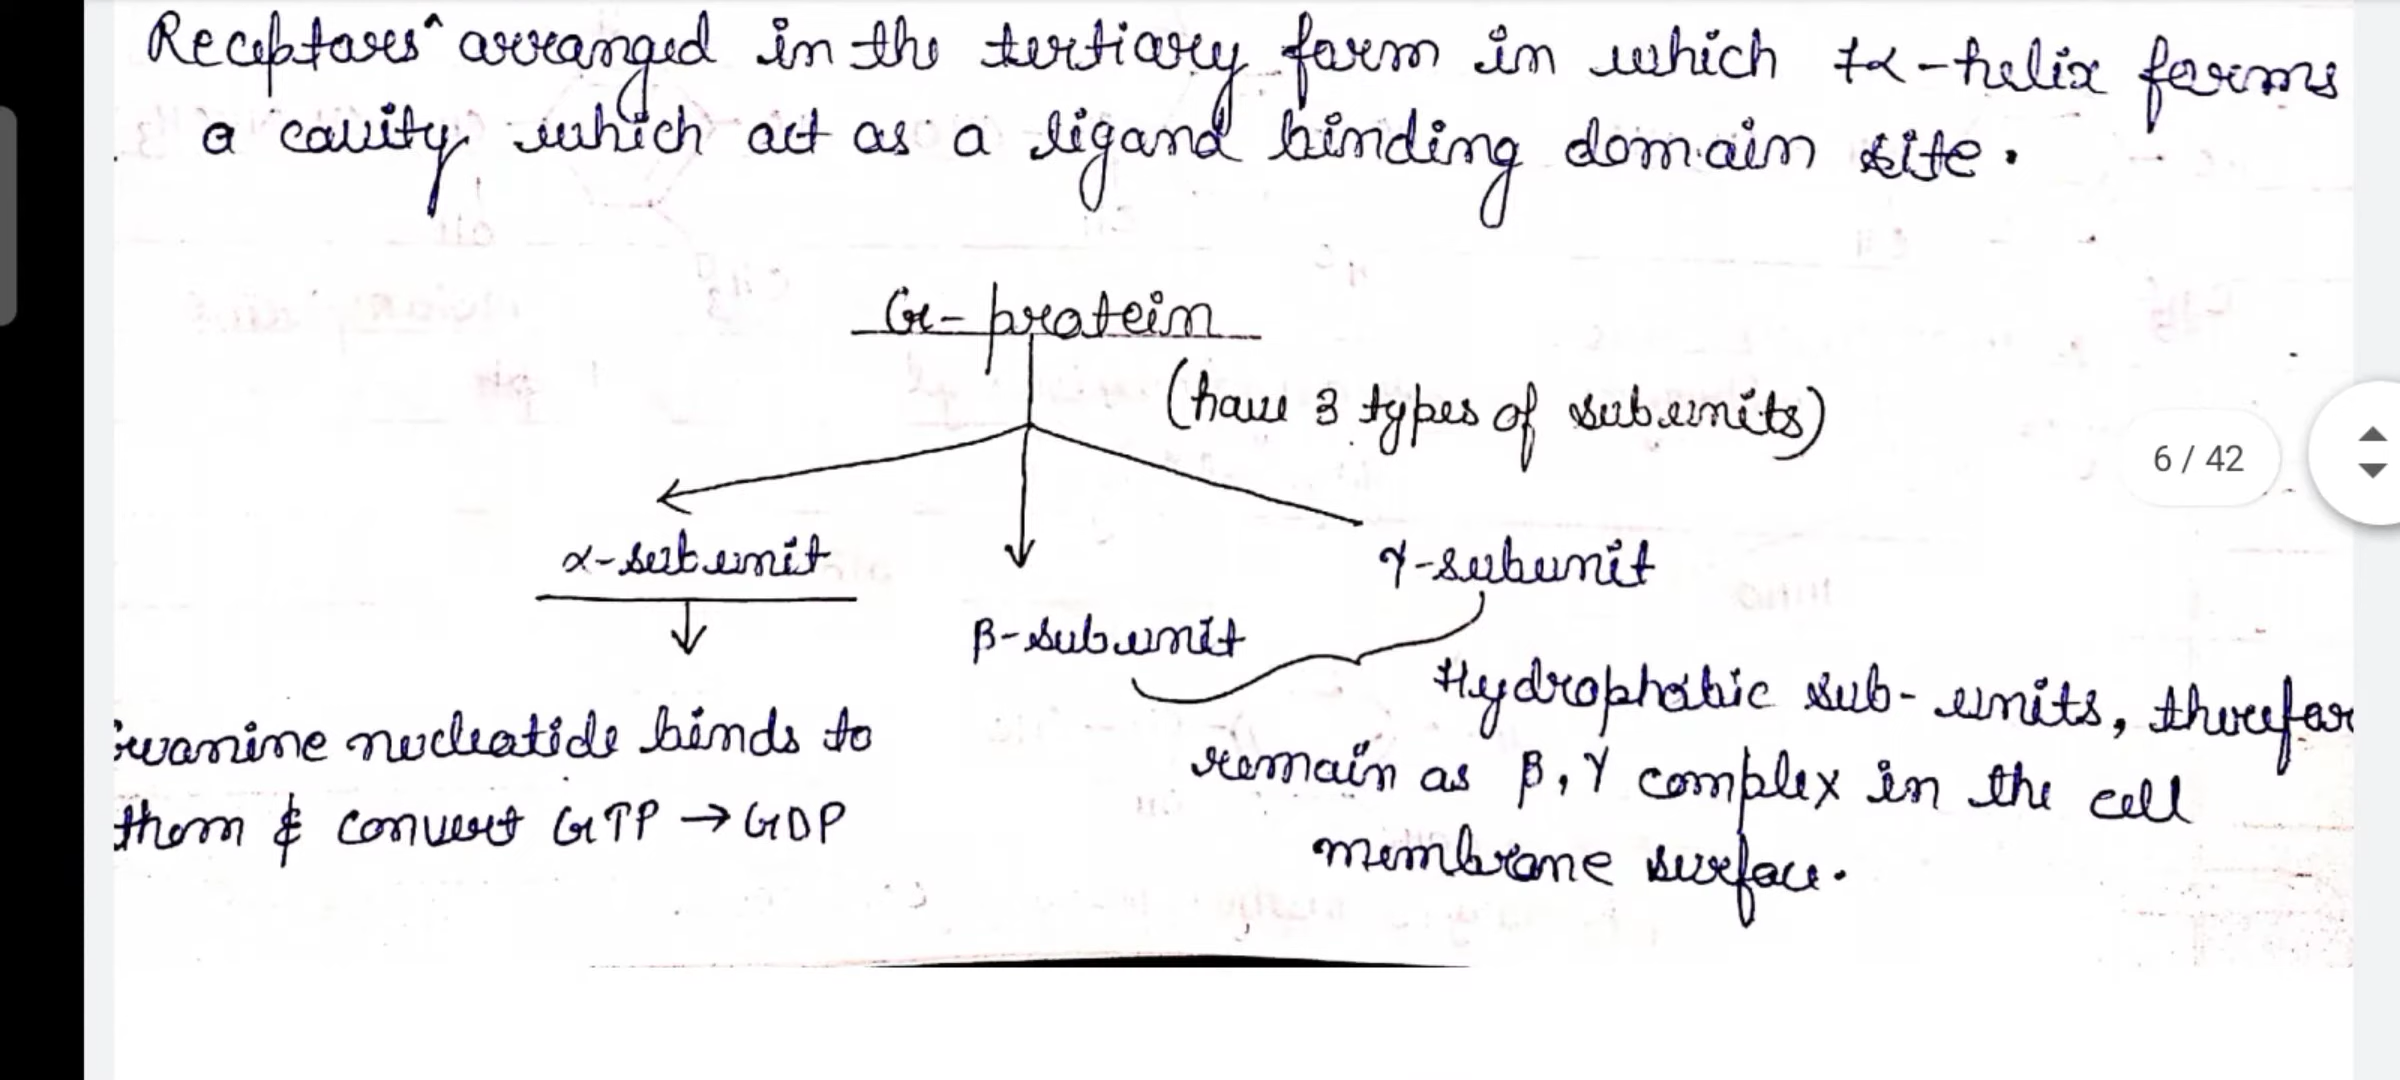 Receptores^ arranged in the tertiary form in which 7α-helix forms
a cavity which act as a ligand binding domain site.
G-protein
(have 3 types of subunits)
6 / 42
α-subunit
γ-subunit
β-subunit
Hydrophobic sub-units, therefor
remain as β, γ complex in the cell
membrane surface.
Guanine nucleotide binds to
them & convert GTP → GDP